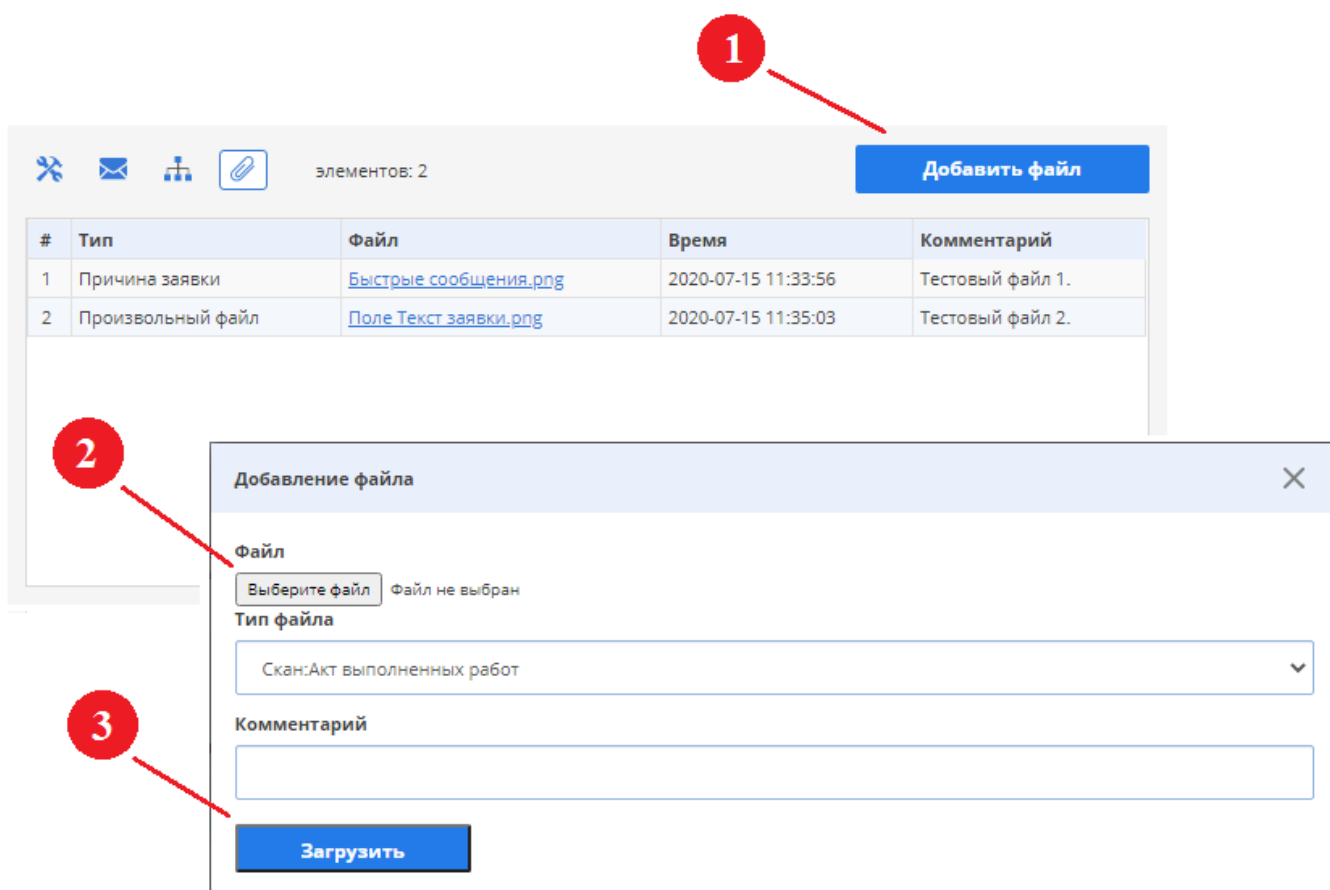 1
элементов: 2
Добавить файл
# Тип Файл Время Комментарий
1 Причина заявки Быстрые сообщения.png 2020-07-15 11:33:56 Тестовый файл 1.
2 Произвольный файл Поле Текст заявки.png 2020-07-15 11:35:03 Тестовый файл 2.
2
Добавление файла
Файл
Выберите файл Файл не выбран
Тип файла
Скан:Акт выполненных работ
3
Комментарий
Загрузить